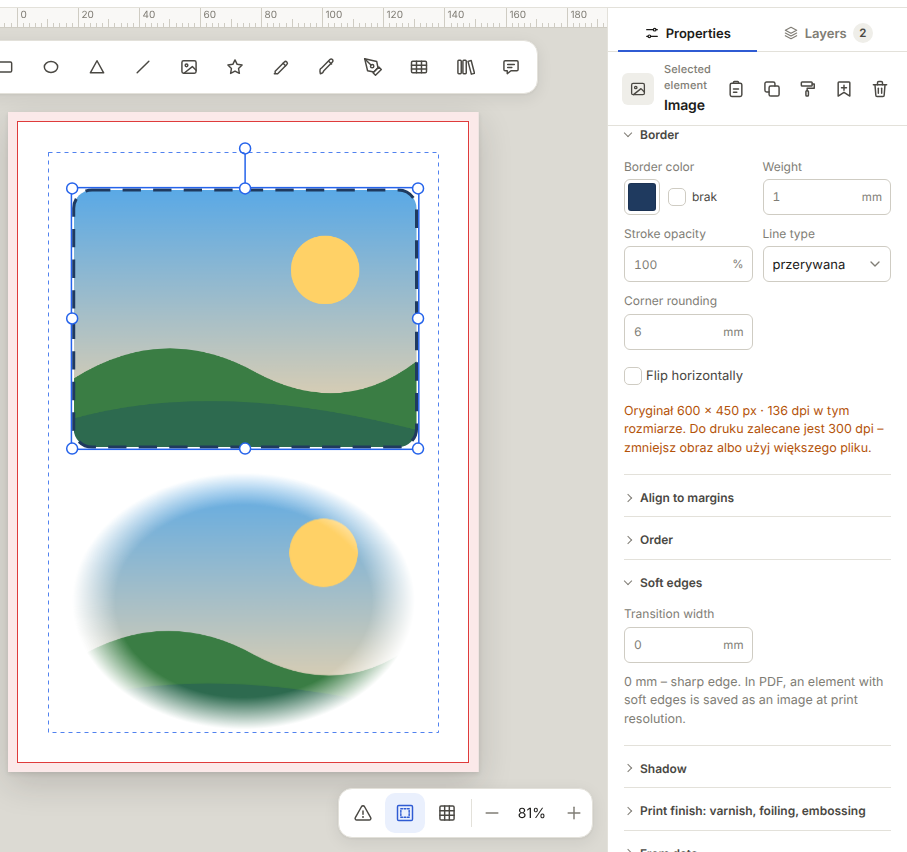 0 20 40 60 80 100 120 140 160 180
Properties
Layers 2
Selected
element
Image
Border
Border color
Weight
brak
1 mm
Stroke opacity
Line type
100 %
przerywana
Corner rounding
6 mm
Flip horizontally
Oryginał 600 × 450 px · 136 dpi w tym
rozmiarze. Do druku zalecane jest 300 dpi –
zmniejsz obraz albo użyj większego pliku.
Align to margins
Order
Soft edges
Transition width
0 mm
0 mm – sharp edge. In PDF, an element with
soft edges is saved as an image at print
resolution.
Shadow
Print finish: varnish, foiling, embossing
81%